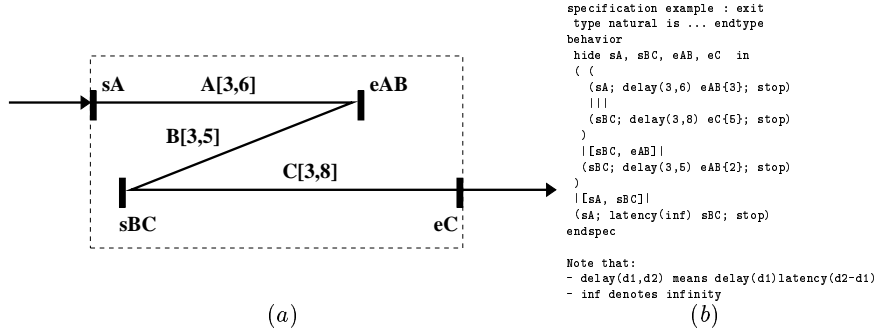 sA
A[3,6]
eAB
B[3,5]
C[3,8]
sBC
eC
(a)
specification example : exit
type natural is ... endtype
behavior
hide sA, sBC, eAB, eC in
( (
(sA; delay(3,6) eAB{3}; stop)
|||
(sBC; delay(3,8) eC{5}; stop)
)
|[sBC, eAB]|
(sBC; delay(3,5) eAB{2}; stop)
)
|[sA, sBC]|
(sA; latency(inf) sBC; stop)
endspec
Note that:
- delay(d1,d2) means delay(d1)latency(d2-d1)
- inf denotes infinity
(b)